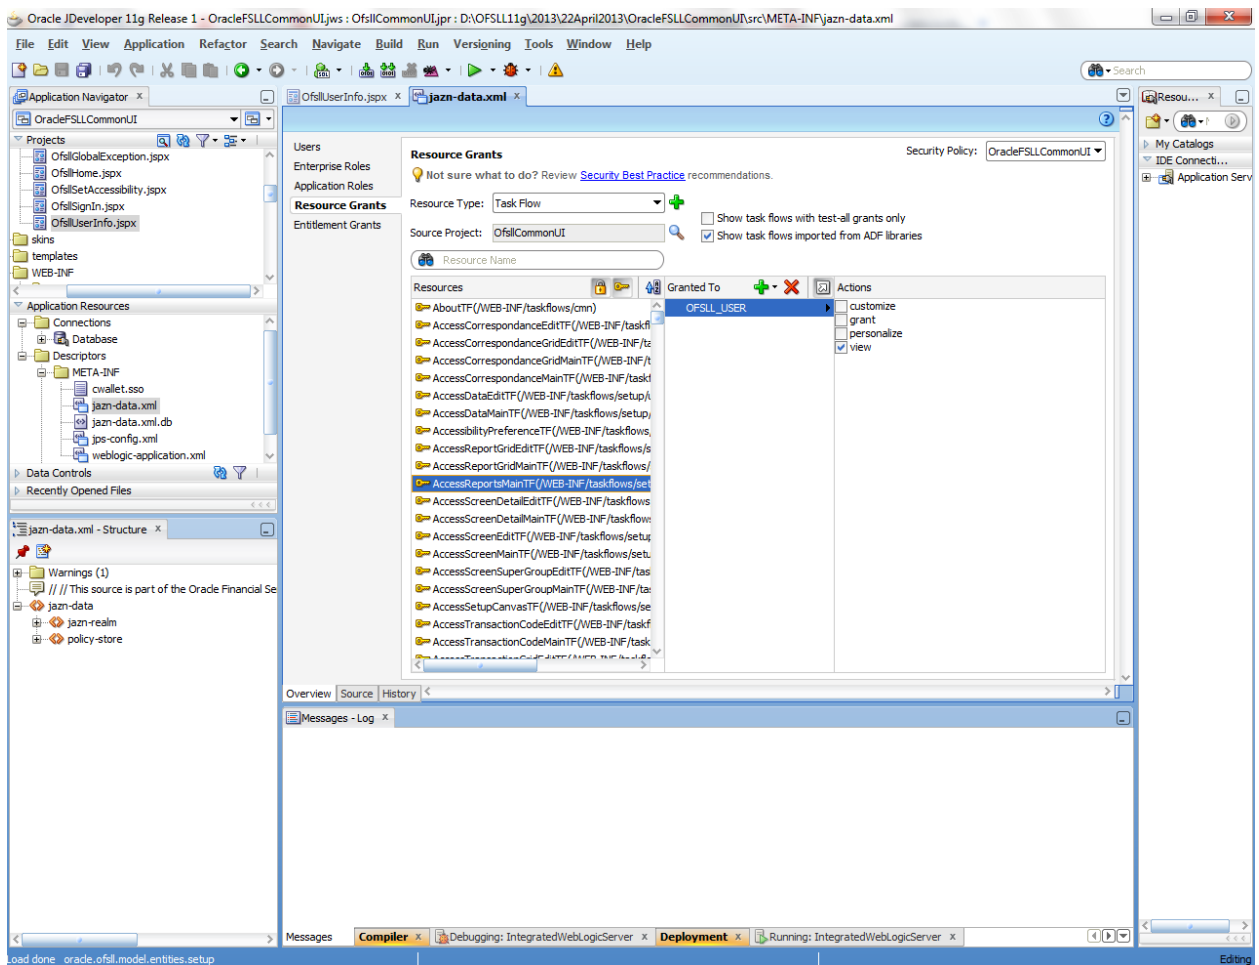 Oracle JDeveloper 11g Release 1 - OracleFSLLCommonUI.jws : OfsllCommonUI.jpr : D:\OFSLL11g\2013\22April2013\OracleFSLLCommonUI\src\META-INF\jazn-data.xml
File Edit View Application Refactor Search Navigate Build Run Versioning Tools Window Help
Search
Application Navigator
OfsllUserInfo.jspx
jazn-data.xml
Resou...
OracleFSLLCommonUI
Projects
OfsllGlobalException.jspx
OfsllHome.jspx
OfsllSetAccessibility.jspx
OfsllSignIn.jspx
OfsllUserInfo.jspx
skins
templates
WEB-INF
Application Resources
Connections
Database
Descriptors
META-INF
cwallet.sso
jazn-data.xml
jazn-data.xml.db
jps-config.xml
weblogic-application.xml
Data Controls
Recently Opened Files
jazn-data.xml - Structure
Warnings (1)
// //This source is part of the Oracle Financial Se
jazn-data
jazn-realm
policy-store
Users
Enterprise Roles
Application Roles
Resource Grants
Entitlement Grants
Resource Grants
Security Policy: OracleFSLLCommonUI
Not sure what to do? Review Security Best Practice recommendations.
Resource Type: Task Flow
Show task flows with test-all grants only
Source Project: OfsllCommonUI
Show task flows imported from ADF libraries
Resource Name
Resources
Granted To
Actions
AboutTF(/WEB-INF/taskflows/cmn)
AccessCorrespondanceEditTF(/WEB-INF/taskfl
AccessCorrespondanceGridEditTF(/WEB-INF/ta
AccessCorrespondanceGridMainTF(/WEB-INF/t
AccessCorrespondanceMainTF(/WEB-INF/taskf
AccessDataEditTF(/WEB-INF/taskflows/setup/u
AccessDataMainTF(/WEB-INF/taskflows/setup/
AccessibilityPreferenceTF(/WEB-INF/taskflows,
AccessReportGridEditTF(/WEB-INF/taskflows/s
AccessReportGridMainTF(/WEB-INF/taskflows/
AccessReportsMainTF(/WEB-INF/taskflows/set
AccessScreenDetailEditTF(/WEB-INF/taskflows
AccessScreenDetailMainTF(/WEB-INF/taskflow
AccessScreenEditTF(/WEB-INF/taskflows/setup
AccessScreenMainTF(/WEB-INF/taskflows/setu
AccessScreenSuperGroupEditTF(/WEB-INF/tas
AccessScreenSuperGroupMainTF(/WEB-INF/ta
AccessSetupCanvasTF(/WEB-INF/taskflows/se
AccessTransactionCodeEditTF(/WEB-INF/taskf
AccessTransactionCodeMainTF(/WEB-INF/task
OFSLL_USER
customize
grant
personalize
view
My Catalogs
IDE Connecti...
Application Serv
Overview Source History
Messages - Log
Messages Compiler Debugging: IntegratedWebLogicServer Deployment Running: IntegratedWebLogicServer
Load done oracle.ofsll.model.entities.setup
Editing